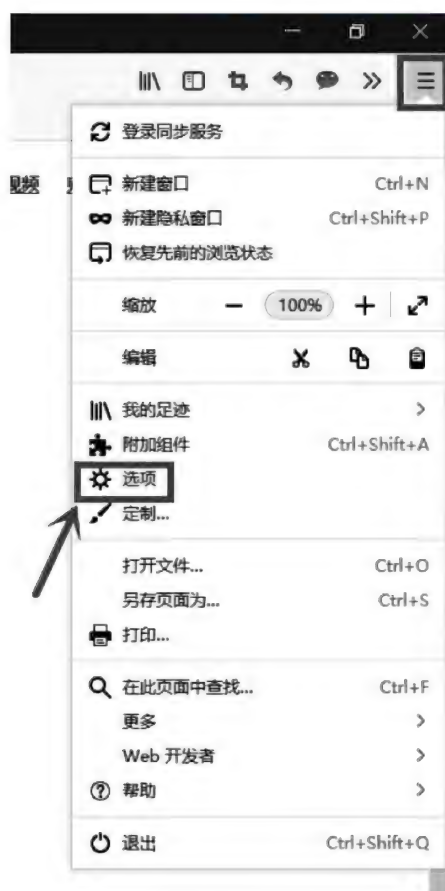 登录同步服务
视频
新建窗口 Ctrl+N
新建隐私窗口 Ctrl+Shift+P
恢复先前的浏览状态
缩放 100%
编辑
我的足迹
附加组件 Ctrl+Shift+A
选项
定制...
打开文件... Ctrl+O
另存页面为... Ctrl+S
打印...
在此页面中查找... Ctrl+F
更多
Web 开发者
帮助
退出 Ctrl+Shift+Q